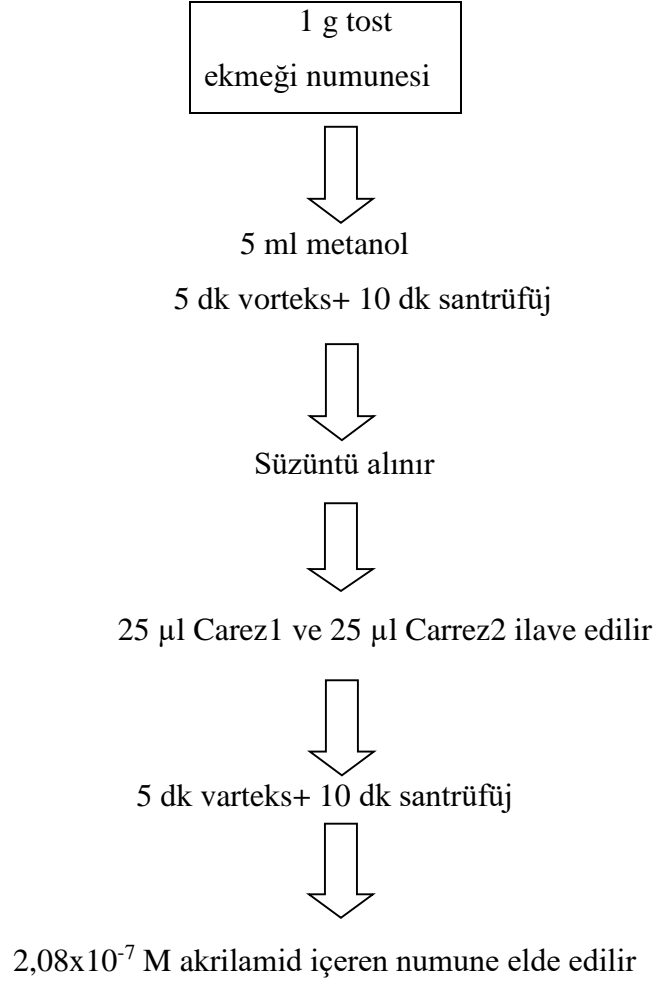 1 g tost
ekmeği numunesi
5 ml metanol
5 dk vorteks+ 10 dk santrüfüj
Süzüntü alınır
25 µl Carez1 ve 25 µl Carrez2 ilave edilir
5 dk varteks+ 10 dk santrüfüj
2,08x10⁻⁷ M akrilamid içeren numune elde edilir